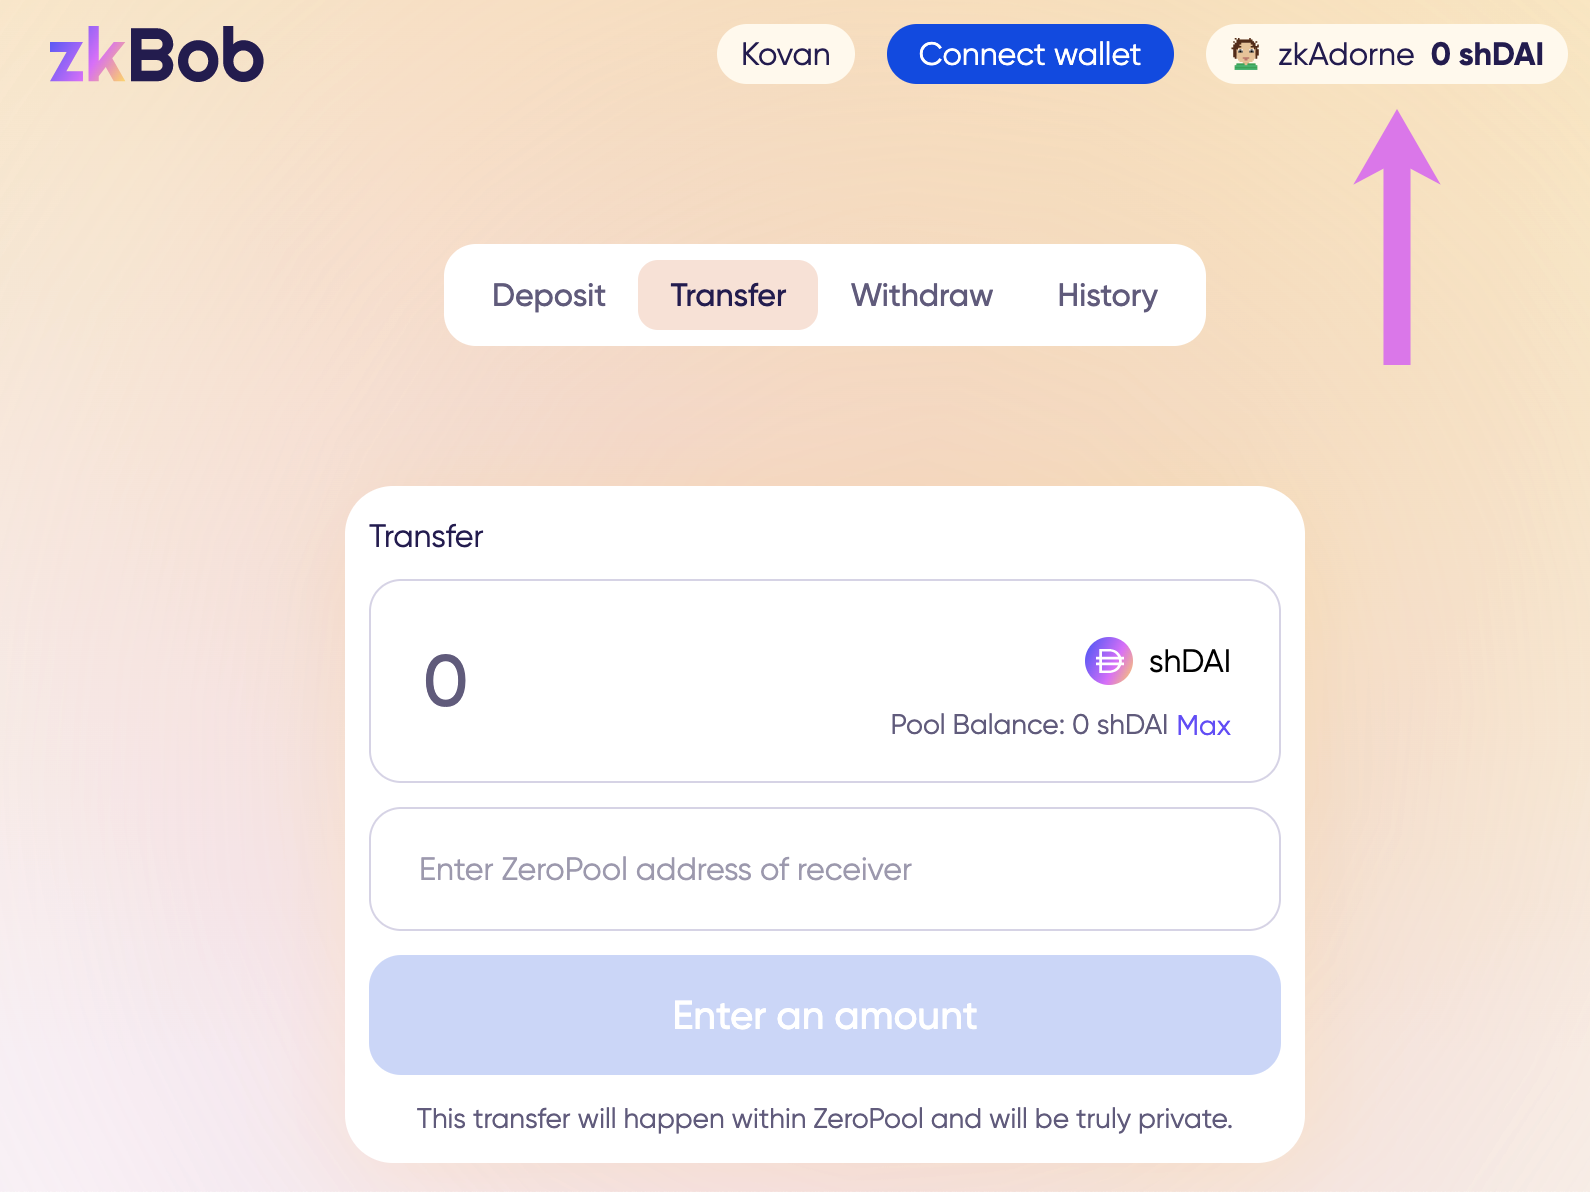 zkBob
Kovan
Connect wallet
zkAdorne 0 shDAI
Deposit
Transfer
Withdraw
History
Transfer
0
shDAI
Pool Balance: 0 shDAI Max
Enter ZeroPool address of receiver
Enter an amount
This transfer will happen within ZeroPool and will be truly private.